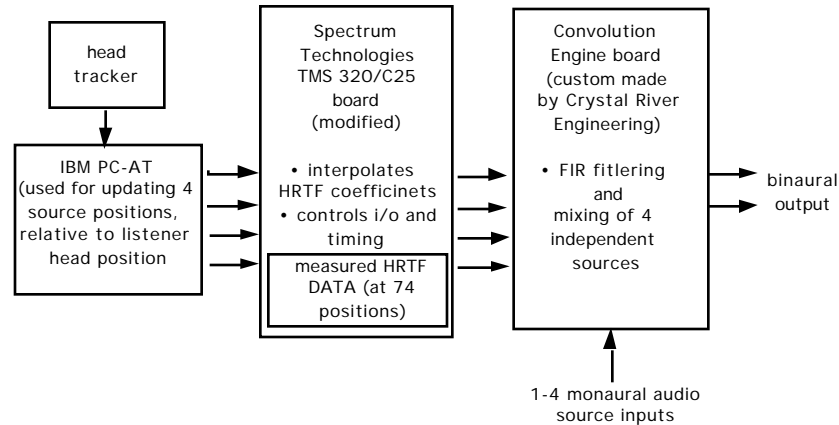 head
tracker
IBM PC-AT
(used for updating 4
source positions,
relative to listener
head position)
Spectrum
Technologies
TMS 320/C25
board
(modified)
• interpolates
HRTF coefficinets
• controls i/o and
timing
measured HRTF
DATA (at 74
positions)
Convolution
Engine board
(custom made
by Crystal River
Engineering)
• FIR fitlering
and
mixing of 4
independent
sources
binaural
output
1-4 monaural audio
source inputs